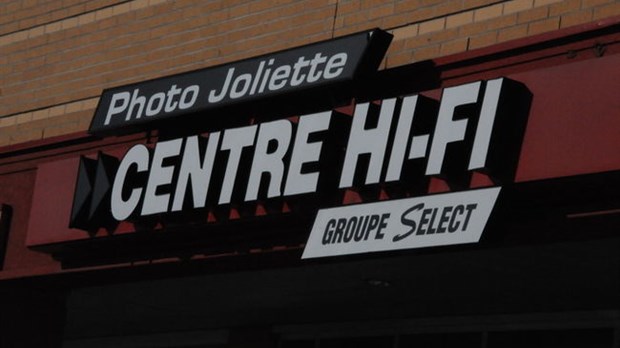 Photo Joliette
CENTRE HI-FI
GROUPE SELECT